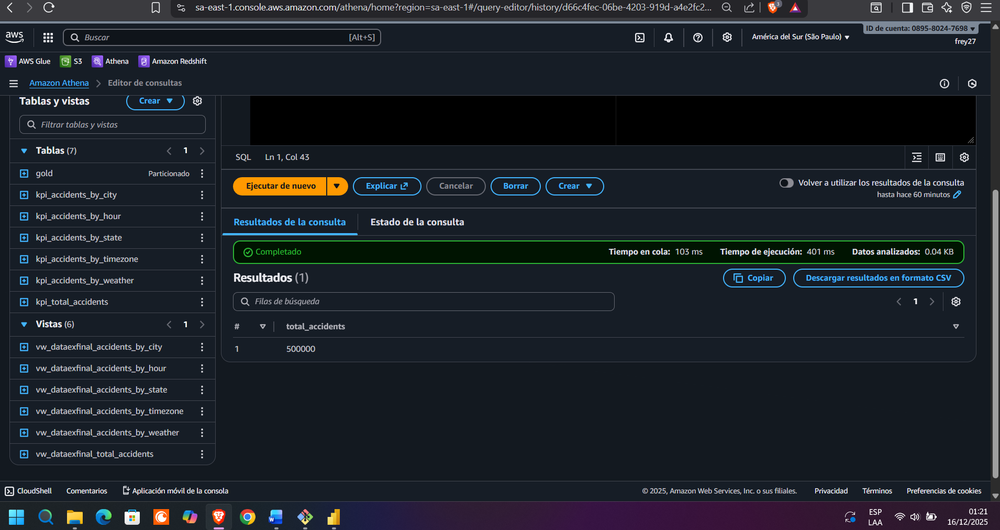 sa-east-1.console.aws.amazon.com/athena/home?region=sa-east-1#/query-editor/history/d66c4fec-06be-4203-919d-a4e2fc2...
3
aws
Buscar
[Alt+S]
América del Sur (São Paulo)
ID de cuenta: 0895-8024-7698
frey27
AWS Glue
S3
Athena
Amazon Redshift
Amazon Athena
Editor de consultas
Tablas y vistas
Crear
Filtrar tablas y vistas
Tablas (7)
1
gold
Particionado
kpi_accidents_by_city
kpi_accidents_by_hour
kpi_accidents_by_state
kpi_accidents_by_timezone
kpi_accidents_by_weather
kpi_total_accidents
Vistas (6)
1
vw_dataexfinal_accidents_by_city
vw_dataexfinal_accidents_by_hour
vw_dataexfinal_accidents_by_state
vw_dataexfinal_accidents_by_timezone
vw_dataexfinal_accidents_by_weather
vw_dataexfinal_total_accidents
SQL
Ln 1, Col 43
Ejecutar de nuevo
Explicar
Cancelar
Borrar
Crear
Volver a utilizar los resultados de la consulta
hasta hace 60 minutos
Resultados de la consulta
Estado de la consulta
Completado
Tiempo en cola: 103 ms
Tiempo de ejecución: 401 ms
Datos analizados: 0.04 KB
Resultados (1)
Copiar
Descargar resultados en formato CSV
Filas de búsqueda
1
#
total_accidents
1
500000
CloudShell
Comentarios
Aplicación móvil de la consola
© 2025, Amazon Web Services, Inc. o sus filiales.
Privacidad
Términos
Preferencias de cookies
ESP
LAA
01:21
16/12/2025